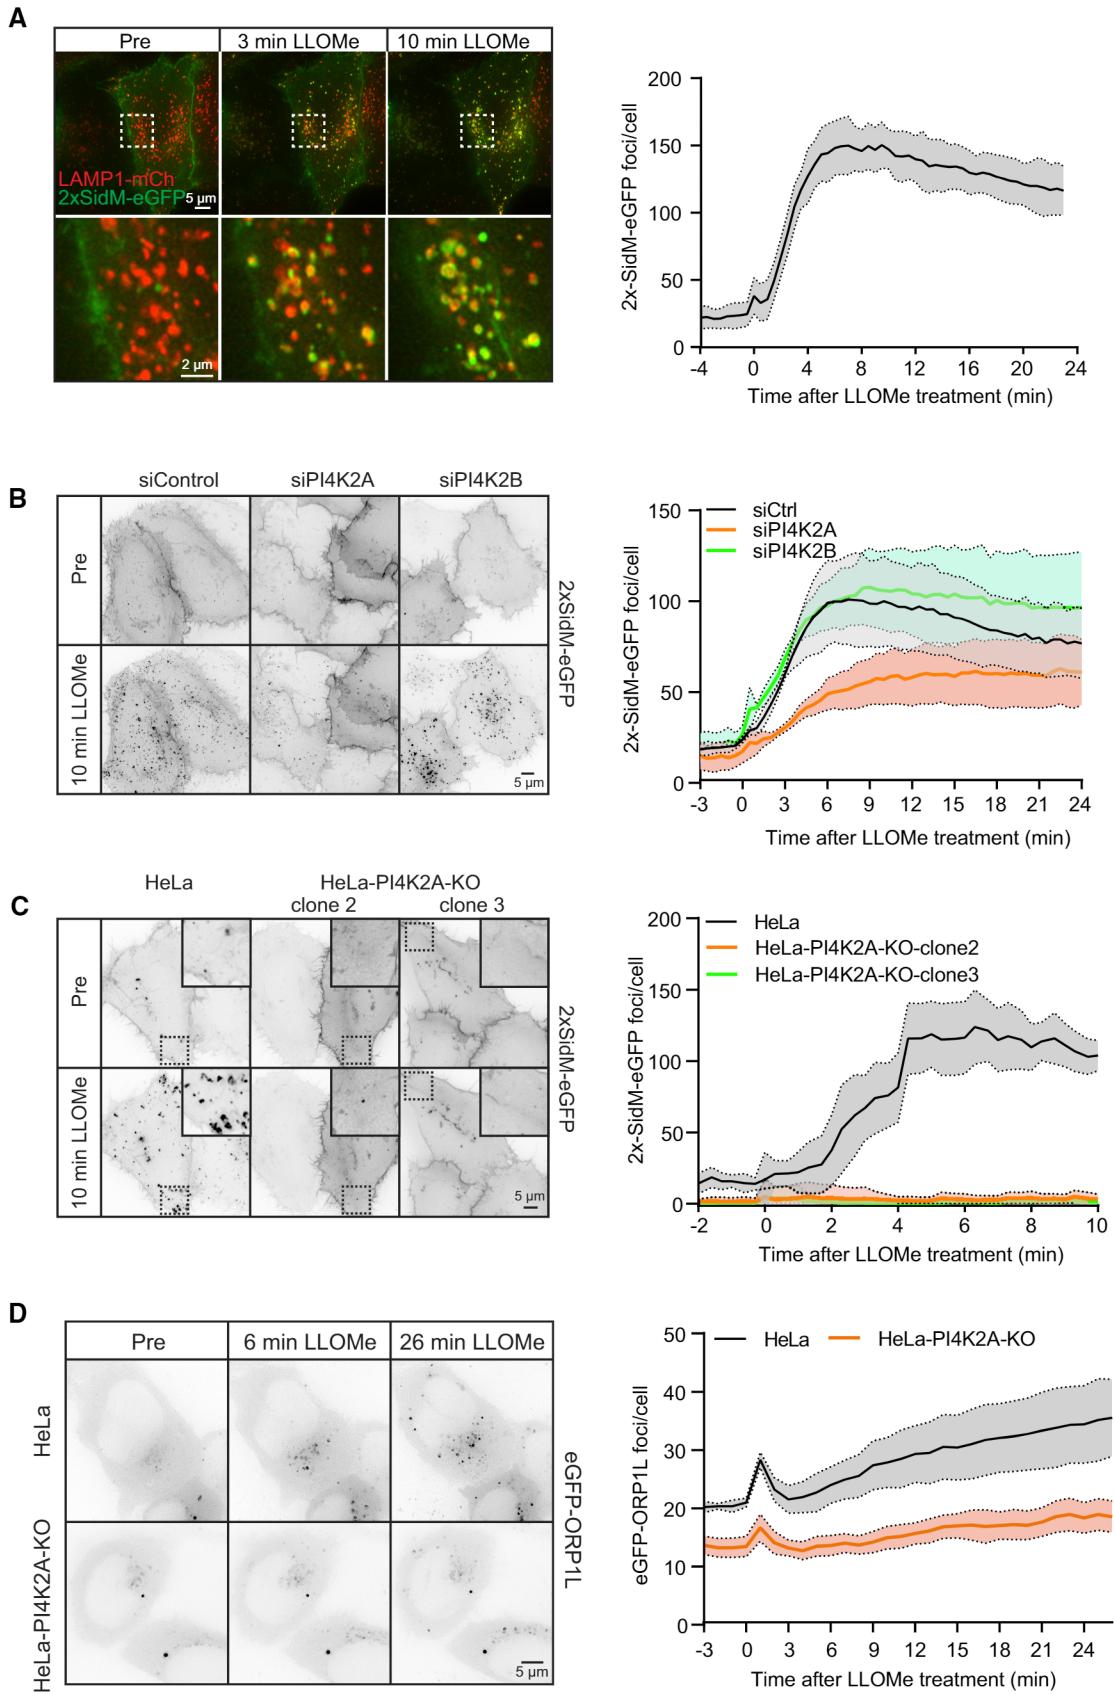 A
Pre 3 min LLOMe 10 min LLOMe
LAMP1-mCh
2xSidM-eGFP 5 µm
2 µm
2x-SidM-eGFP foci/cell
200
150
100
50
0
-4 0 4 8 12 16 20 24
Time after LLOMe treatment (min)
B
siControl siPI4K2A siPI4K2B
Pre
10 min LLOMe
2xSidM-eGFP
5 µm
siCtrl
siPI4K2A
siPI4K2B
2x-SidM-eGFP foci/cell
150
100
50
0
-3 0 3 6 9 12 15 18 21 24
Time after LLOMe treatment (min)
C
HeLa HeLa-PI4K2A-KO
clone 2 clone 3
Pre
10 min LLOMe
2xSidM-eGFP
5 µm
HeLa
HeLa-PI4K2A-KO-clone2
HeLa-PI4K2A-KO-clone3
2x-SidM-eGFP foci/cell
200
150
100
50
0
-2 0 2 4 6 8 10
Time after LLOMe treatment (min)
D
Pre 6 min LLOMe 26 min LLOMe
HeLa
HeLa-PI4K2A-KO
eGFP-ORP1L
5 µm
HeLa HeLa-PI4K2A-KO
eGFP-ORP1L foci/cell
50
40
30
20
10
0
-3 0 3 6 9 12 15 18 21 24
Time after LLOMe treatment (min)